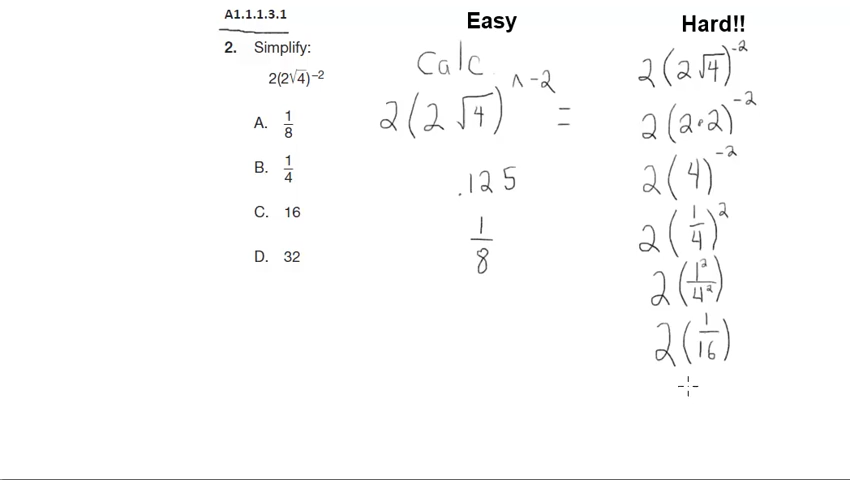 A1.1.1.3.1
2. Simplify:
2(2√4)⁻²
A. 1/8
B. 1/4
C. 16
D. 32
Easy
Calc.
2(2√4)^-2 =
.125
1/8
Hard!!
2(2√4)⁻²
2(2•2)⁻²
2(4)⁻²
2(1/4)²
2(1²/4²)
2(1/16)